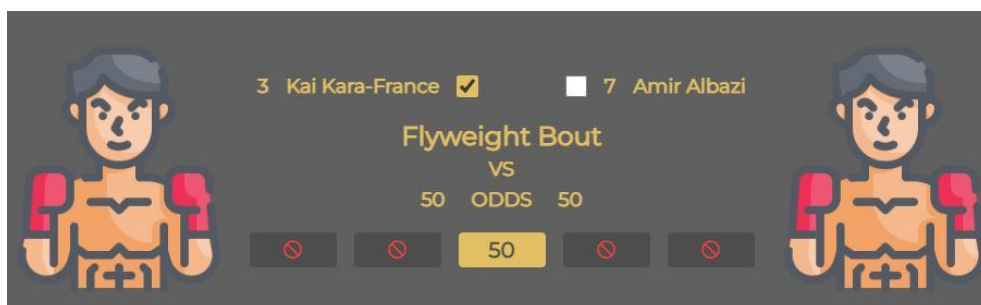 3 Kai Kara-France 7 Amir Albazi
Flyweight Bout
VS
50 ODDS 50
50